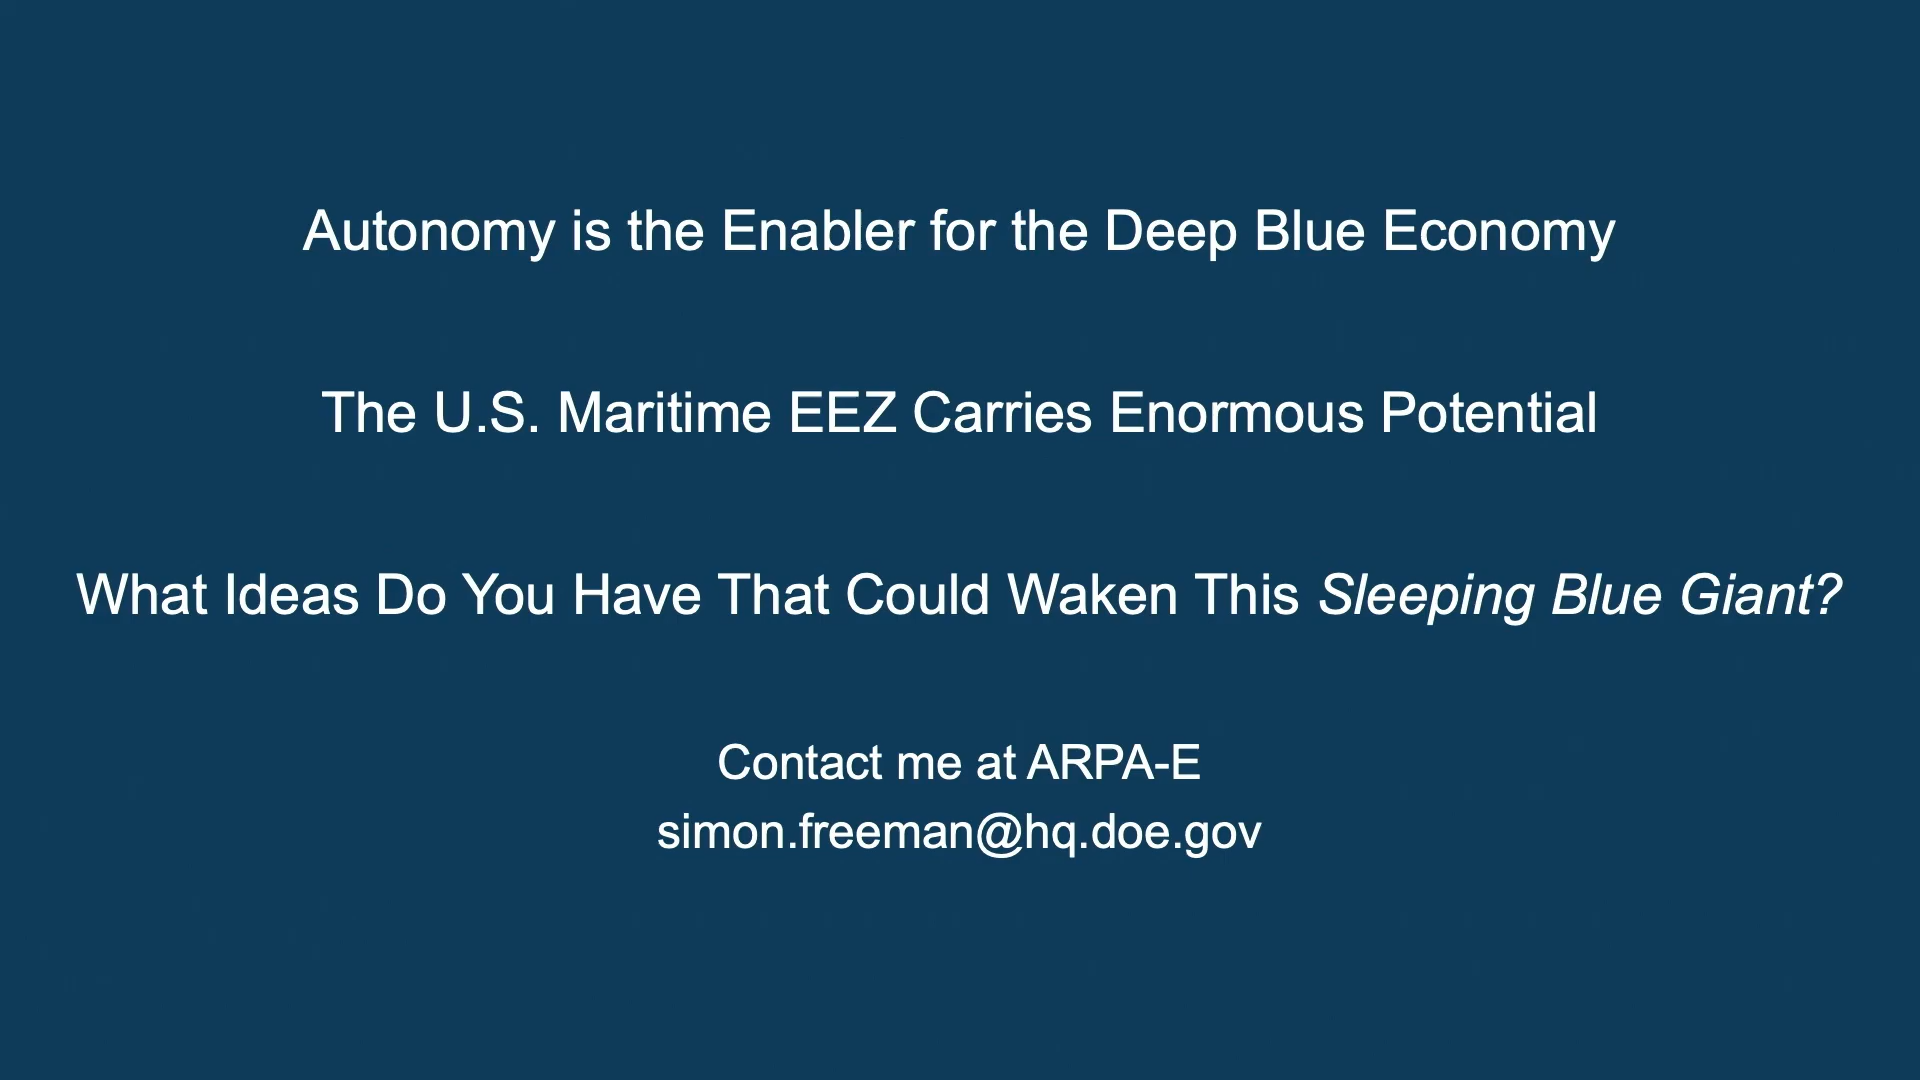 Autonomy is the Enabler for the Deep Blue Economy
The U.S. Maritime EEZ Carries Enormous Potential
What Ideas Do You Have That Could Waken This Sleeping Blue Giant?
Contact me at ARPA-E
simon.freeman@hq.doe.gov